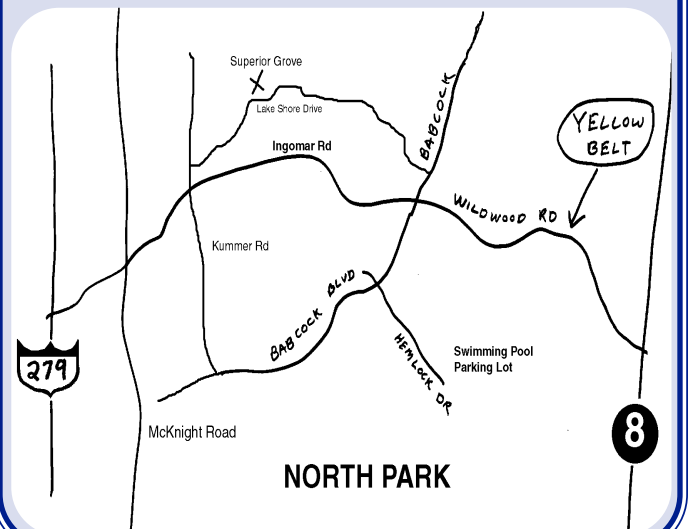 Superior Grove
Lake Shore Drive
BABCOCK
YELLOW
BELT
Ingomar Rd
WILDWOOD RD
Kummer Rd
BABCOCK BLVD
HEMLOCK DR
Swimming Pool
Parking Lot
279
McKnight Road
8
NORTH PARK